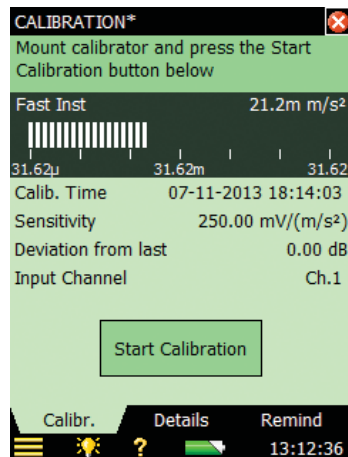 CALIBRATION*
Mount calibrator and press the Start
Calibration button below
Fast Inst 21.2m m/s²
31.62µ 31.62m 31.62
Calib. Time 07-11-2013 18:14:03
Sensitivity 250.00 mV/(m/s²)
Deviation from last 0.00 dB
Input Channel Ch.1
Start Calibration
Calibr. Details Remind
? 13:12:36